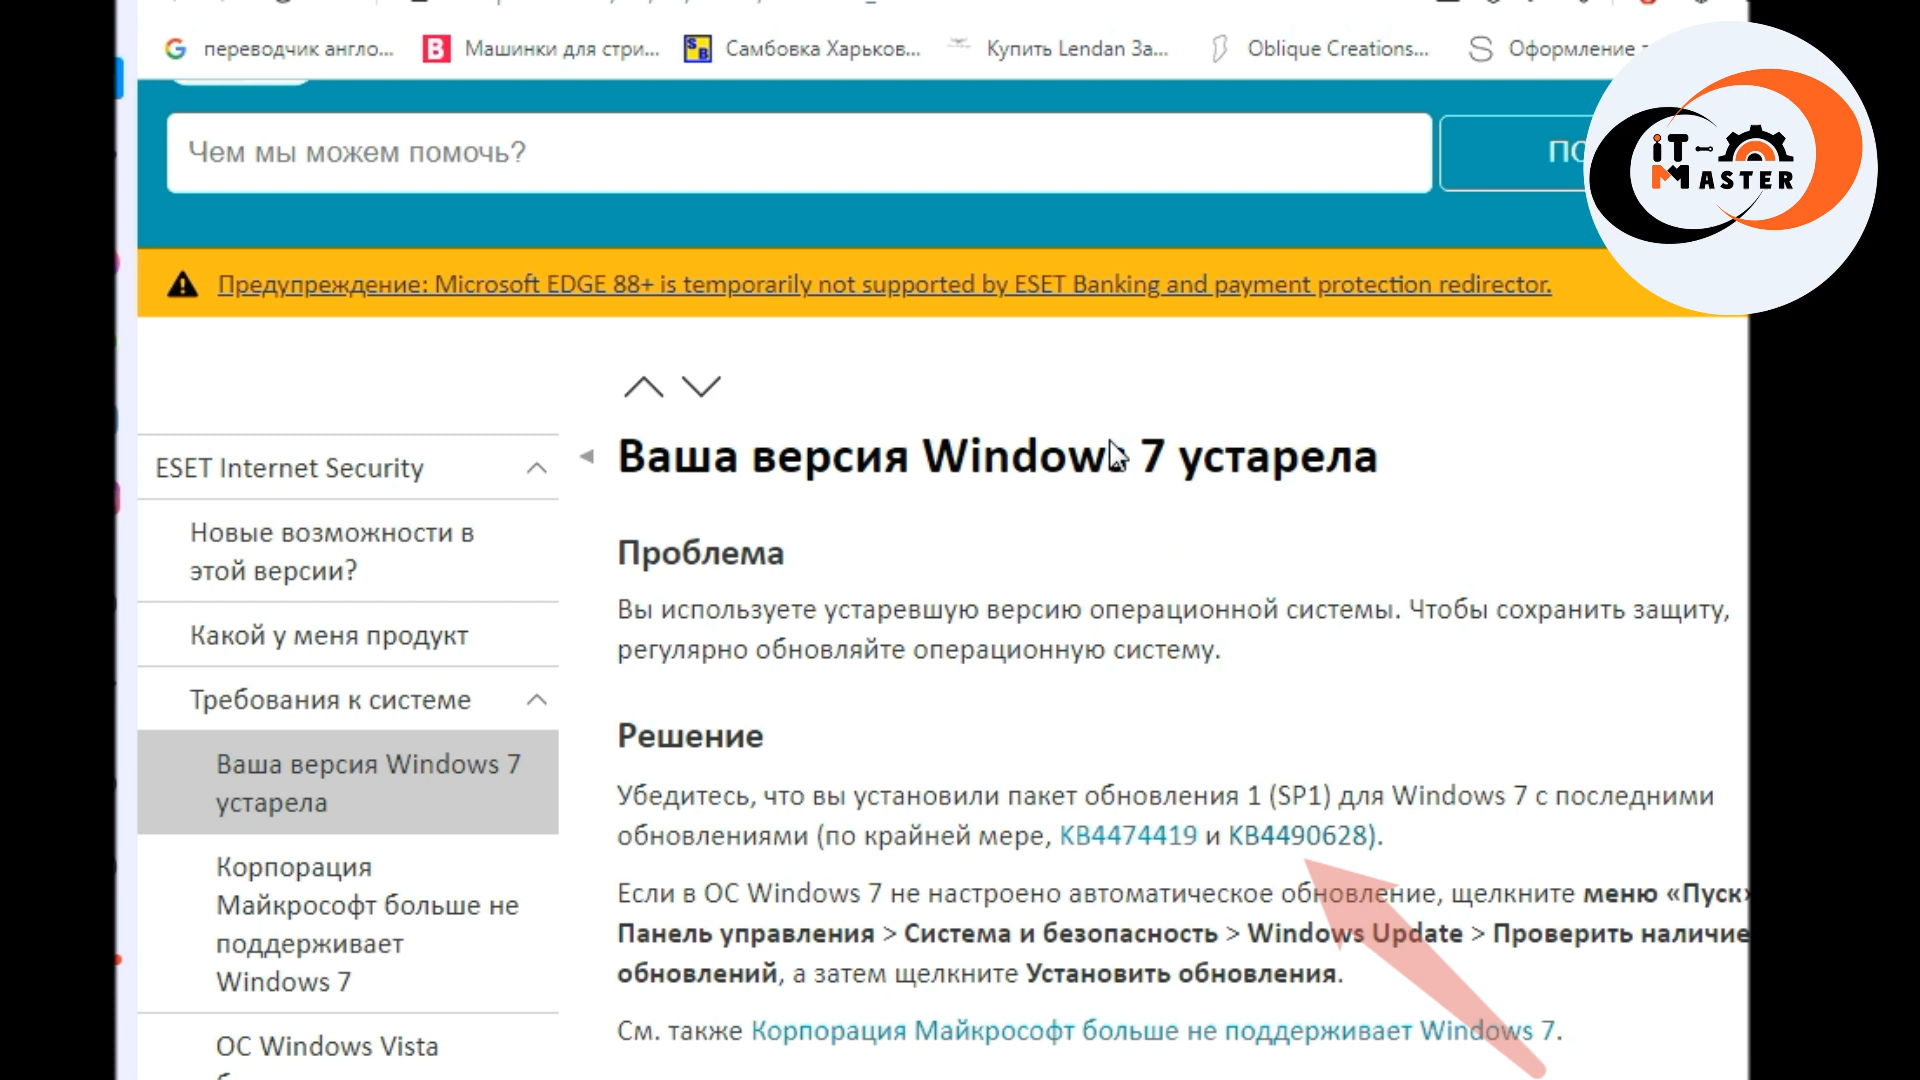 переводчик англо...
Машинки для стри...
Самбовка Харьков...
Купить Lendan За...
Oblique Creations...
Оформление
Чем мы можем помочь?
iT-
MASTER
Предупреждение: Microsoft EDGE 88+ is temporarily not supported by ESET Banking and payment protection redirector.
ESET Internet Security
Новые возможности в
этой версии?
Какой у меня продукт
Требования к системе
Ваша версия Windows 7
устарела
Корпорация
Майкрософт больше не
поддерживает
Windows 7
ОС Windows Vista
Ваша версия Windows 7 устарела
Проблема
Вы используете устаревшую версию операционной системы. Чтобы сохранить защиту,
регулярно обновляйте операционную систему.
Решение
Убедитесь, что вы установили пакет обновления 1 (SP1) для Windows 7 с последними
обновлениями (по крайней мере, KB4474419 и KB4490628).
Если в ОС Windows 7 не настроено автоматическое обновление, щелкните меню «Пуск»
Панель управления > Система и безопасность > Windows Update > Проверить наличие
обновлений, а затем щелкните Установить обновления.
См. также Корпорация Майкрософт больше не поддерживает Windows 7.